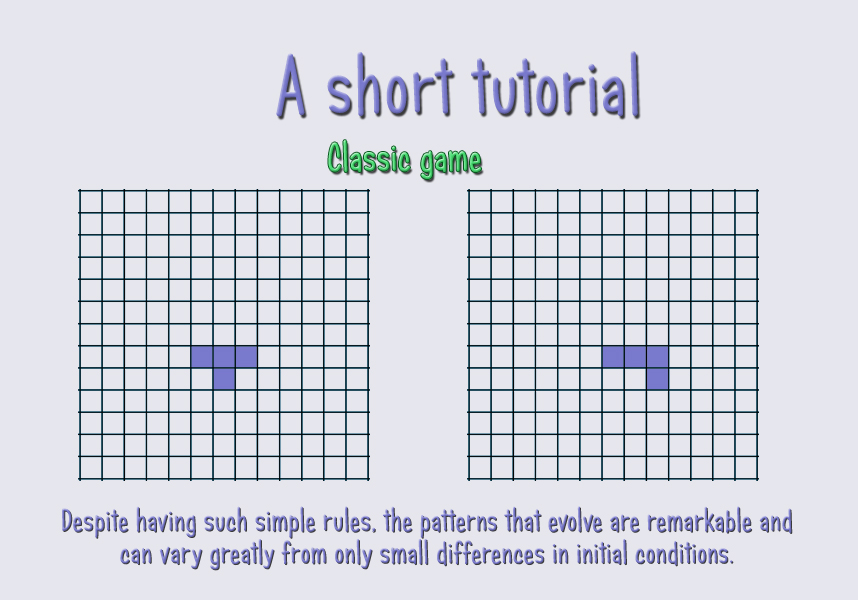 A short tutorial
Classic game
Despite having such simple rules, the patterns that evolve are remarkable and
can vary greatly from only small differences in initial conditions.